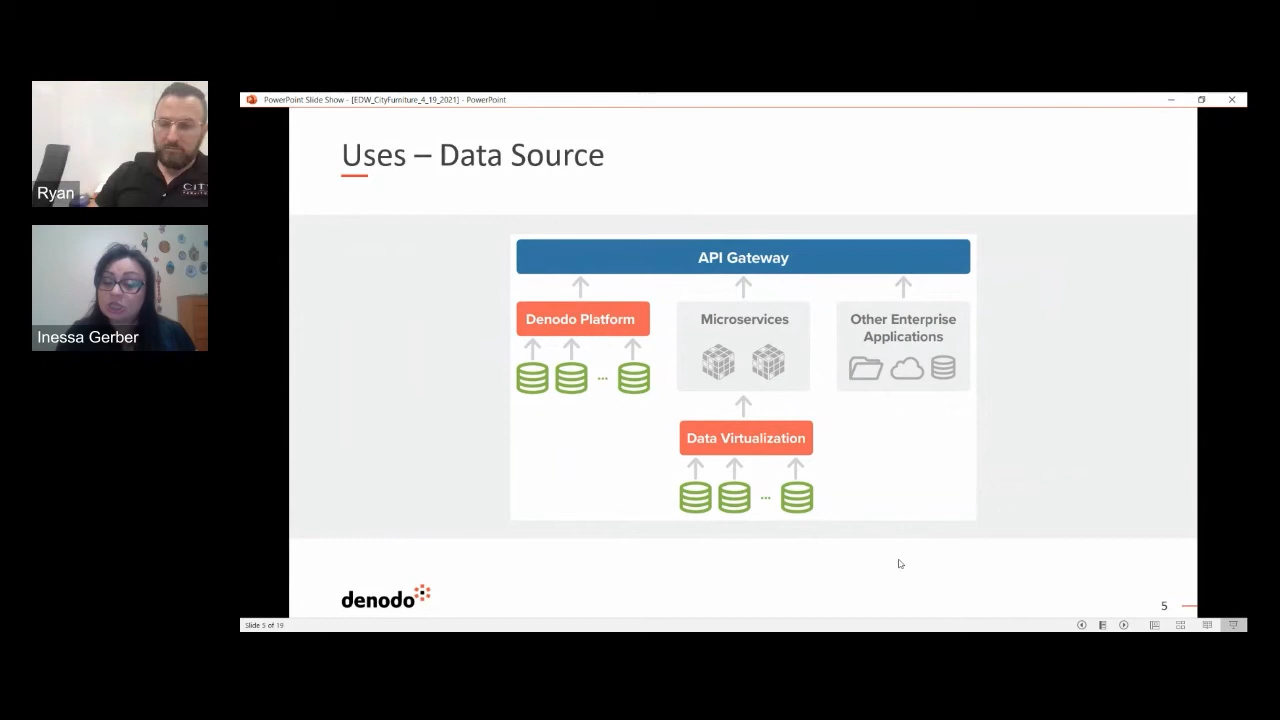 PowerPoint Slide Show - [EDW_CityFurniture_4_19_2021] - PowerPoint
Uses – Data Source
CITY
Ryan
Inessa Gerber
API Gateway
Denodo Platform
Microservices
Other Enterprise
Applications
...
Data Virtualization
...
denodo
5
Slide 5 of 19